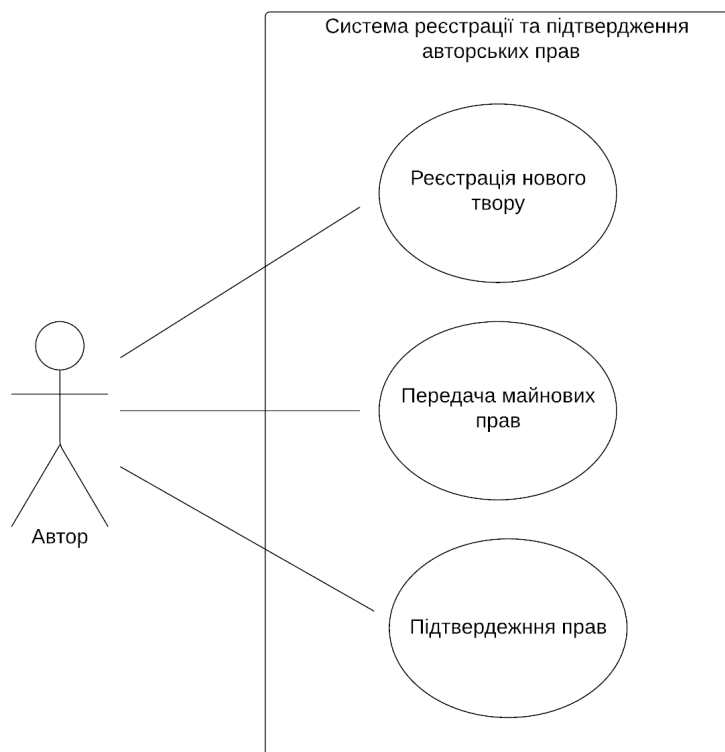 Система реєстрації та підтвердження
авторських прав
Реєстрація нового
твору
Передача майнових
прав
Автор
Підтвердежння прав